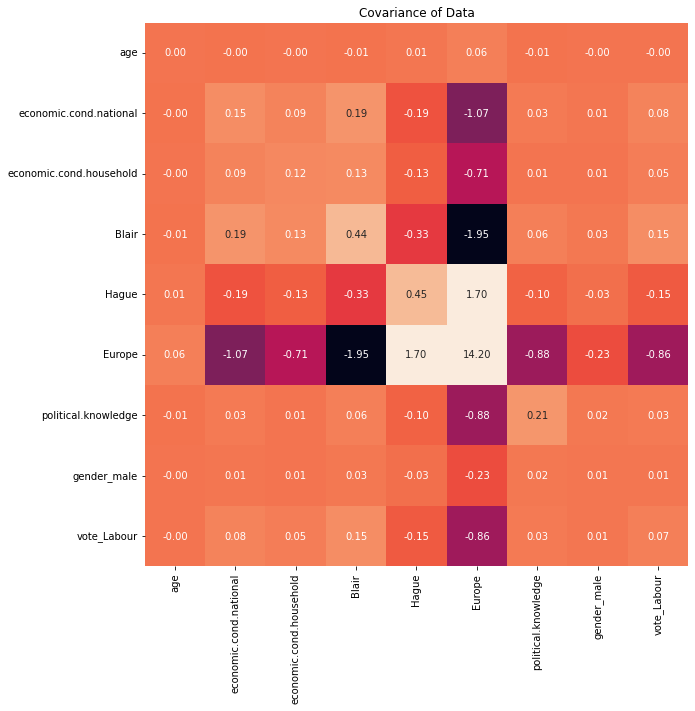 Covariance of Data
age 0.00 -0.00 -0.00 -0.01 0.01 0.06 -0.01 -0.00 -0.00
economic.cond.national -0.00 0.15 0.09 0.19 -0.19 -1.07 0.03 0.01 0.08
economic.cond.household -0.00 0.09 0.12 0.13 -0.13 -0.71 0.01 0.01 0.05
Blair -0.01 0.19 0.13 0.44 -0.33 -1.95 0.06 0.03 0.15
Hague 0.01 -0.19 -0.13 -0.33 0.45 1.70 -0.10 -0.03 -0.15
Europe 0.06 -1.07 -0.71 -1.95 1.70 14.20 -0.88 -0.23 -0.86
political.knowledge -0.01 0.03 0.01 0.06 -0.10 -0.88 0.21 0.02 0.03
gender_male -0.00 0.01 0.01 0.03 -0.03 -0.23 0.02 0.01 0.01
vote_Labour -0.00 0.08 0.05 0.15 -0.15 -0.86 0.03 0.01 0.07
age
economic.cond.national
economic.cond.household
Blair
Hague
Europe
political.knowledge
gender_male
vote_Labour